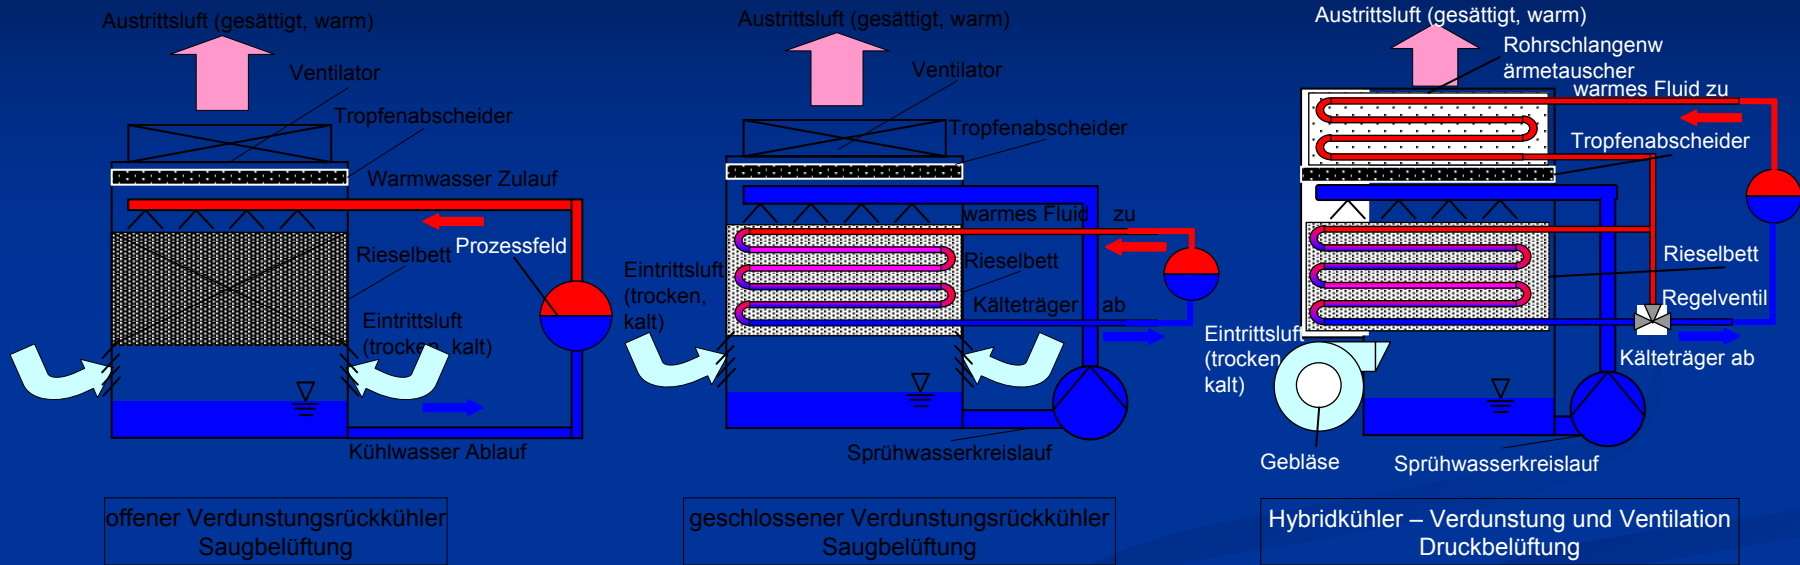 Austrittsluft (gesättigt, warm)
Ventilator
Tropfenabscheider
Warmwasser Zulauf
Prozessfeld
Rieselbett
Eintrittsluft
(trocken, kalt)
Kühlwasser Ablauf
offener Verdunstungsrückkühler
Saugbelüftung
Austrittsluft (gesättigt, warm)
Ventilator
Tropfenabscheider
warmes Fluid zu
Eintrittsluft
(trocken,
kalt)
Rieselbett
Kälteträger ab
Sprühwasserkreislauf
geschlossener Verdunstungsrückkühler
Saugbelüftung
Austrittsluft (gesättigt, warm)
Rohrschlangenw
ärmetauscher
warmes Fluid zu
Tropfenabscheider
Rieselbett
Regelventil
Eintrittsluft
(trocken,
kalt)
Kälteträger ab
Gebläse
Sprühwasserkreislauf
Hybridkühler – Verdunstung und Ventilation
Druckbelüftung